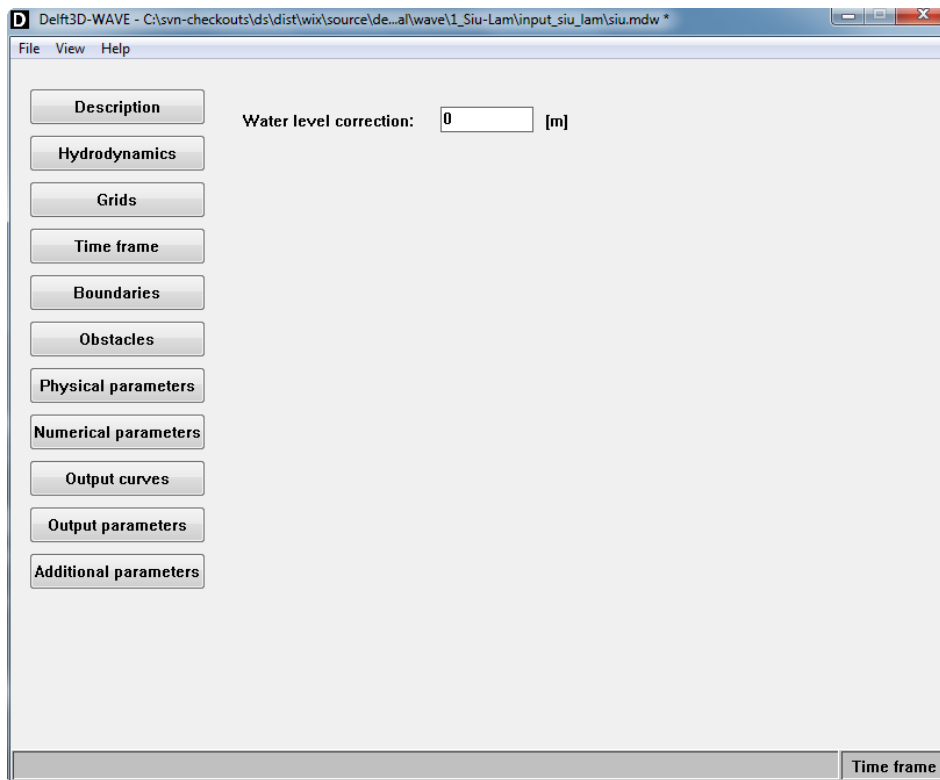 D Delft3D-WAVE - C:\svn-checkouts\ds\dist\wix\source\de...al\wave\1_Siu-Lam\input_siu_lam\siu.mdw *
File View Help
Description
Water level correction: 0 [m]
Hydrodynamics
Grids
Time frame
Boundaries
Obstacles
Physical parameters
Numerical parameters
Output curves
Output parameters
Additional parameters
Time frame